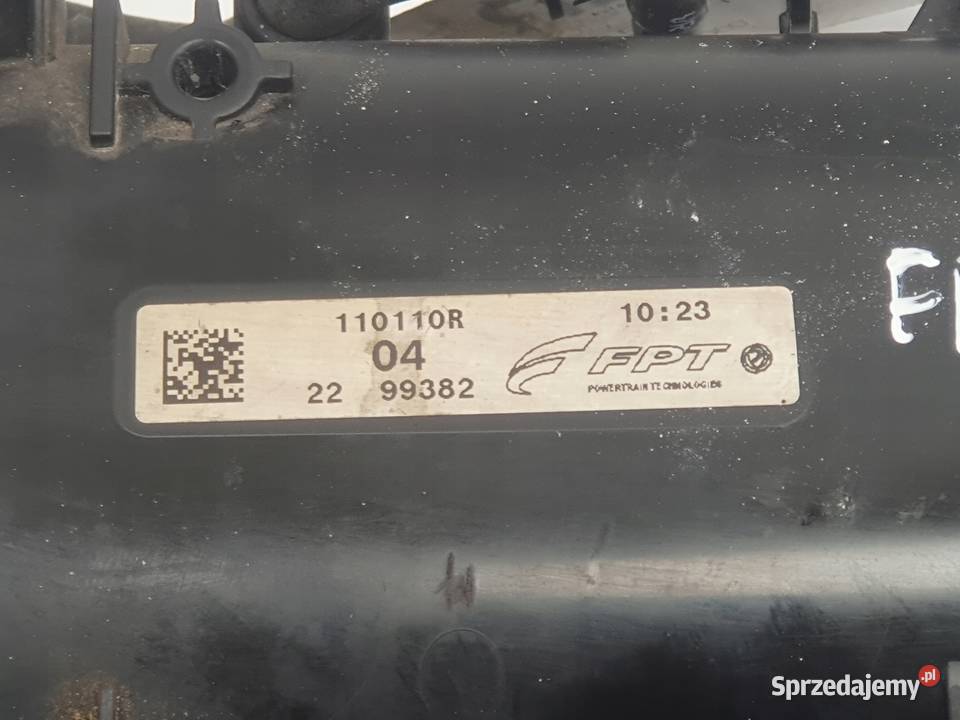 110110R
10:23
04
FPT
22 99382
POWERTRAIN TECHNOLOGIES
Sprzedajemy.pl